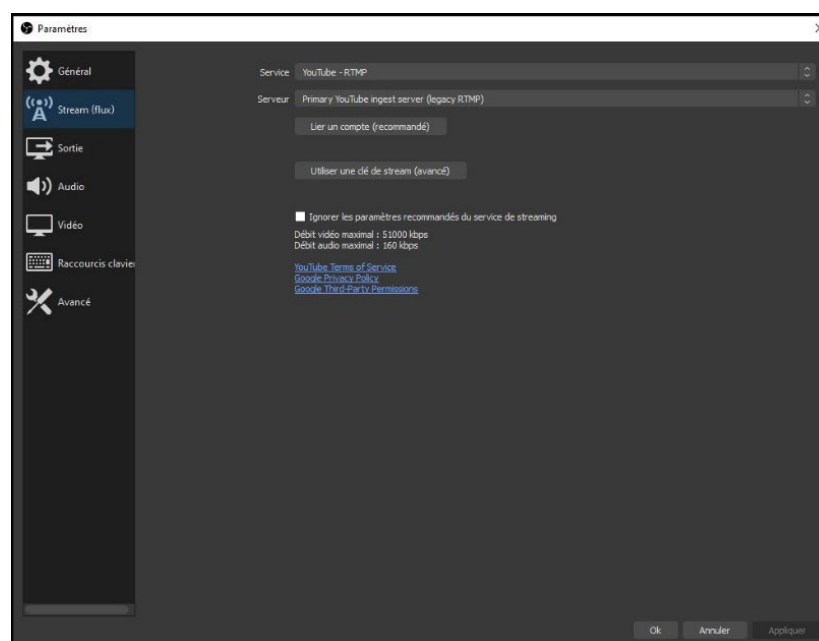 Paramètres
Général
Stream (flux)
Sortie
Audio
Vidéo
Raccourcis clavier
Avancé
Service YouTube - RTMP
Serveur Primary YouTube ingest server (legacy RTMP)
Lier un compte (recommandé)
Utiliser une clé de stream (avancé)
Ignorer les paramètres recommandés du service de streaming
Débit vidéo maximal : 51000 kbps
Débit audio maximal : 160 kbps
YouTube Terms of Service
Google Privacy Policy
Google Third-Party Permissions
Ok Annuler Appliquer